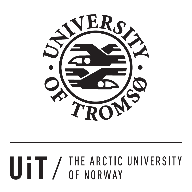 UNIVERSITY
OF TROMSØ
UiT / THE ARCTIC UNIVERSITY
OF NORWAY